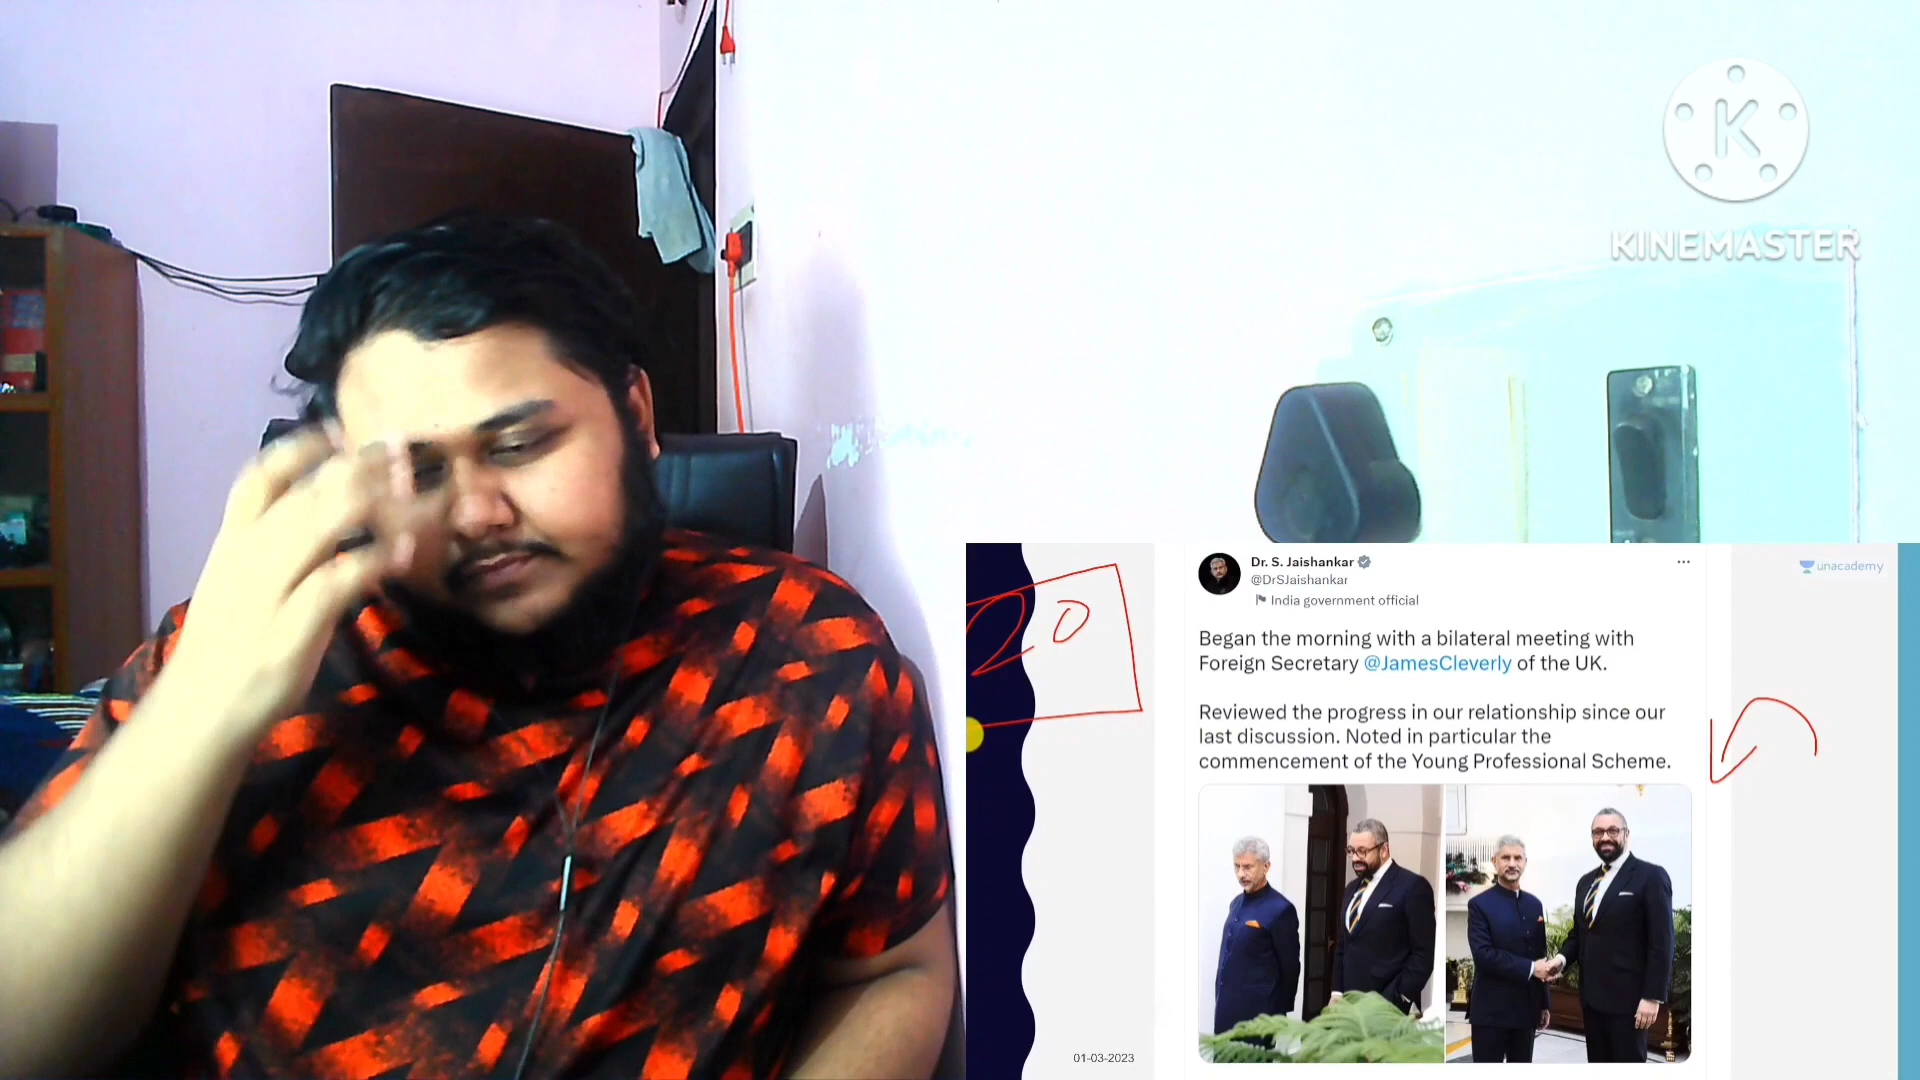 K
KINEMASTER
20
Dr. S. Jaishankar
@DrSJaishankar
India government official
unacademy
Began the morning with a bilateral meeting with
Foreign Secretary @JamesCleverly of the UK.
Reviewed the progress in our relationship since our
last discussion. Noted in particular the
commencement of the Young Professional Scheme.
01-03-2023